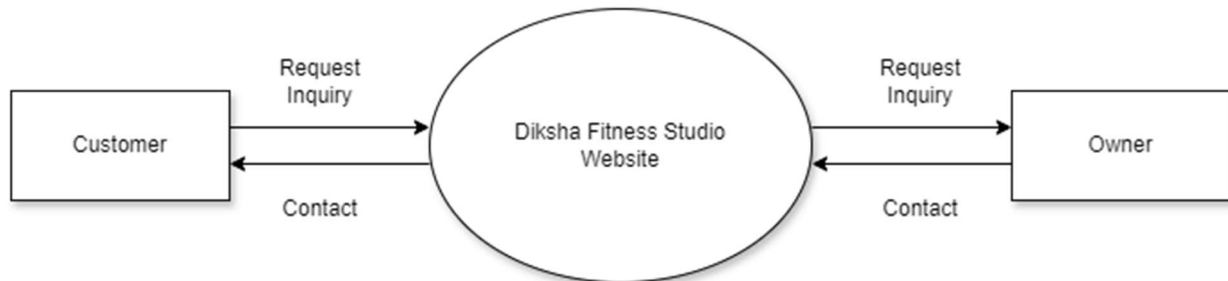 Request
Inquiry
Request
Inquiry
Customer
Diksha Fitness Studio
Website
Owner
Contact
Contact